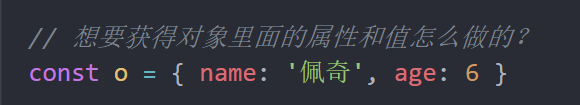 // 想要获得对象里面的属性和值怎么做的?
const o = { name: '佩奇', age: 6 }